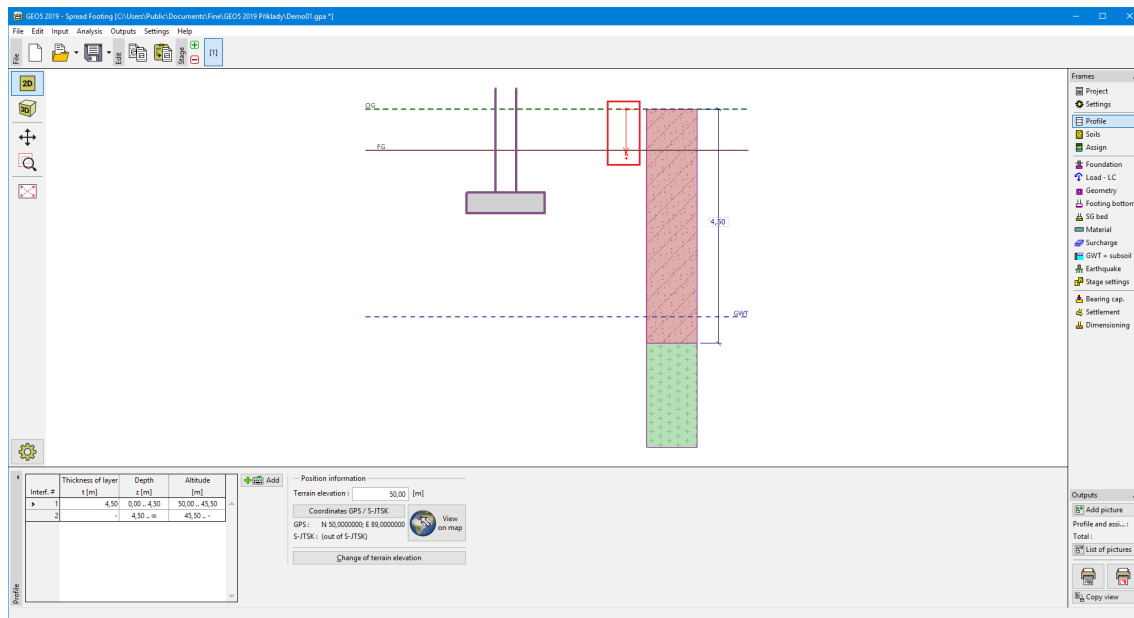 GEO5 2019 - Spread Footing [C:\Users\Public\Documents\Fine\GEO5 2019 Příklady\Demo01.gpa *]
File Edit Input Analysis Outputs Settings Help
File
Edit
Stage
[1]
2D
3D
OG
FG
4,50
GWT
Frames
Project
Settings
Profile
Soils
Assign
Foundation
Load - LC
Geometry
Footing bottom
SG bed
Material
Surcharge
GWT + subsoil
Earthquake
Stage settings
Bearing cap.
Settlement
Dimensioning
Profile
Interf. # Thickness of layer t [m] Depth z [m] Altitude [m]
1 4,50 0,00 .. 4,50 50,00 .. 45,50
2 - 4,50 .. ∞ 45,50 .. -
Add
Position information
Terrain elevation : 50,00 [m]
Coordinates GPS / S-JTSK
GPS : N 50,0000000; E 89,0000000
S-JTSK : (out of S-JTSK)
View on map
Change of terrain elevation
Outputs
Add picture
Profile and assi... :
Total :
List of pictures
Copy view